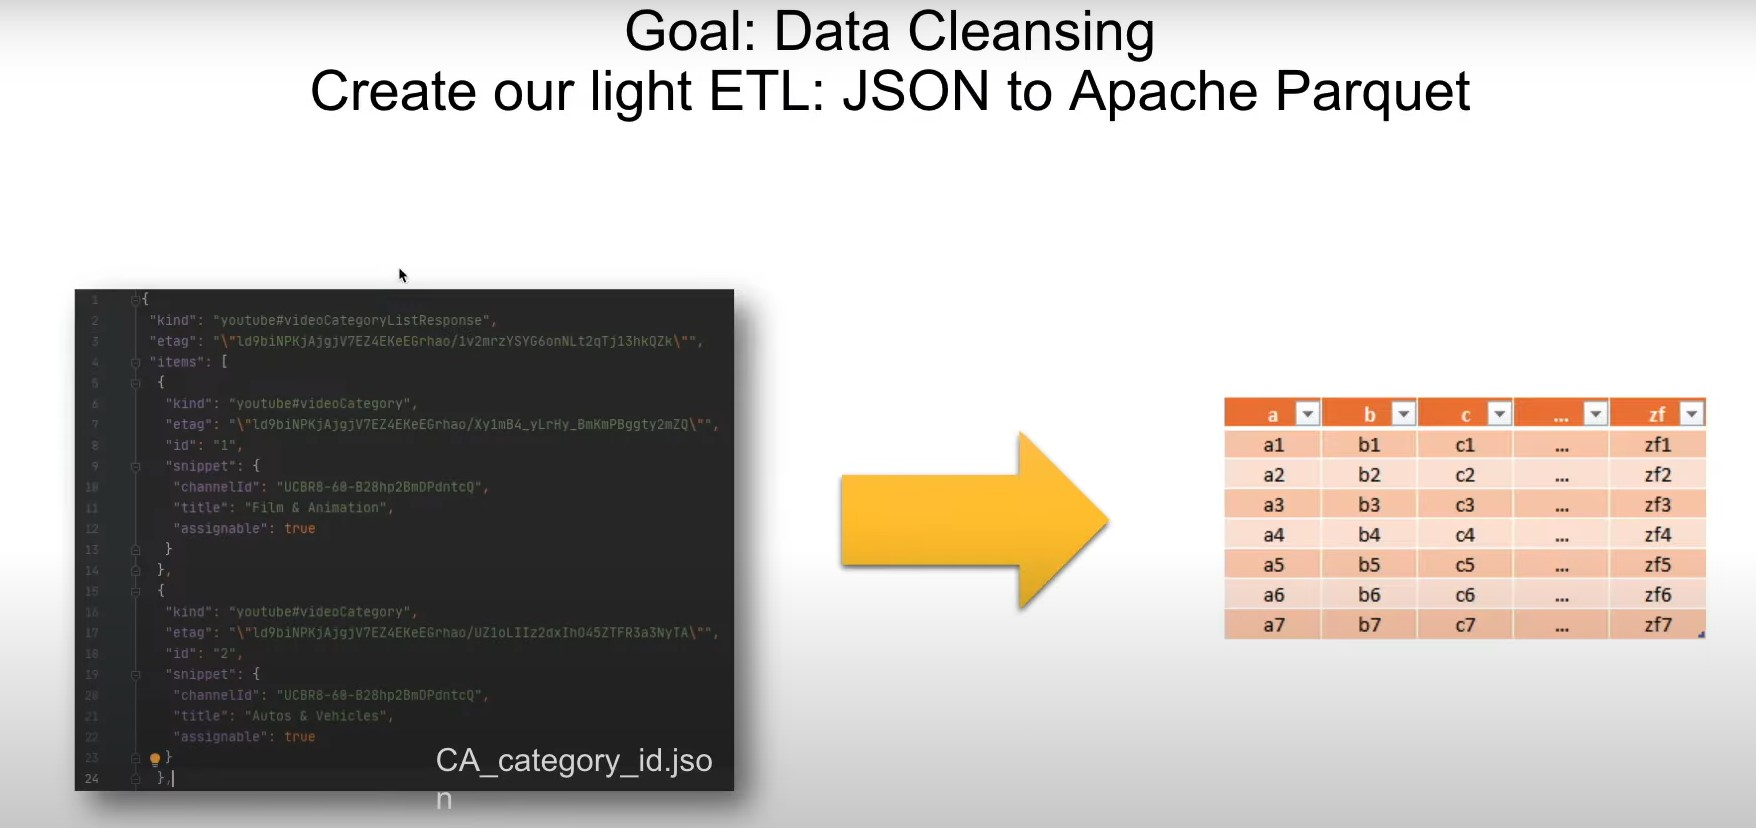 Goal: Data Cleansing
Create our light ETL: JSON to Apache Parquet
1 {
2 "kind": "youtube#videoCategoryListResponse",
3 "etag": "\"ld9biNPKjAjgjV7EZ4EKeEGrhao/1v2mrzYSYG6onNLt2qTj13hkQZk\"",
4 "items": [
5 {
6 "kind": "youtube#videoCategory",
7 "etag": "\"ld9biNPKjAjgjV7EZ4EKeEGrhao/Xy1mB4_yLrHy_BmKmPBggty2mZQ\"",
8 "id": "1",
9 "snippet": {
10 "channelId": "UCBR8-60-B28hp2BmDPdntcQ",
11 "title": "Film & Animation",
12 "assignable": true
13 }
14 },
15 {
16 "kind": "youtube#videoCategory",
17 "etag": "\"ld9biNPKjAjgjV7EZ4EKeEGrhao/UZ1oLIIz2dxIhO45ZTFR3a3NyTA\"",
18 "id": "2",
19 "snippet": {
20 "channelId": "UCBR8-60-B28hp2BmDPdntcQ",
21 "title": "Autos & Vehicles",
22 "assignable": true
23 }
24 },
CA_category_id.jso
n
a b c ... zf
a1 b1 c1 ... zf1
a2 b2 c2 ... zf2
a3 b3 c3 ... zf3
a4 b4 c4 ... zf4
a5 b5 c5 ... zf5
a6 b6 c6 ... zf6
a7 b7 c7 ... zf7